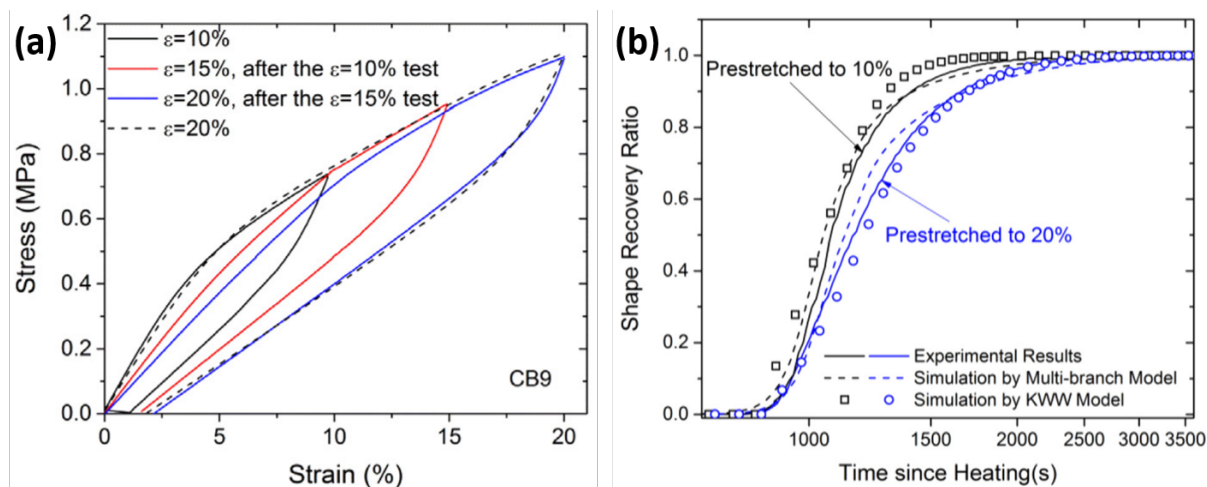 (a)
1.2
1.0
0.8
0.6
0.4
0.2
0.0
Stress (MPa)
ε=10%
ε=15%, after the ε=10% test
ε=20%, after the ε=15% test
ε=20%
CB9
0 5 10 15 20
Strain (%)
(b)
1.0
0.8
0.6
0.4
0.2
0.0
Shape Recovery Ratio
Prestretched to 10%
Prestretched to 20%
Experimental Results
Simulation by Multi-branch Model
Simulation by KWW Model
1000 1500 2000 2500 3000 3500
Time since Heating(s)